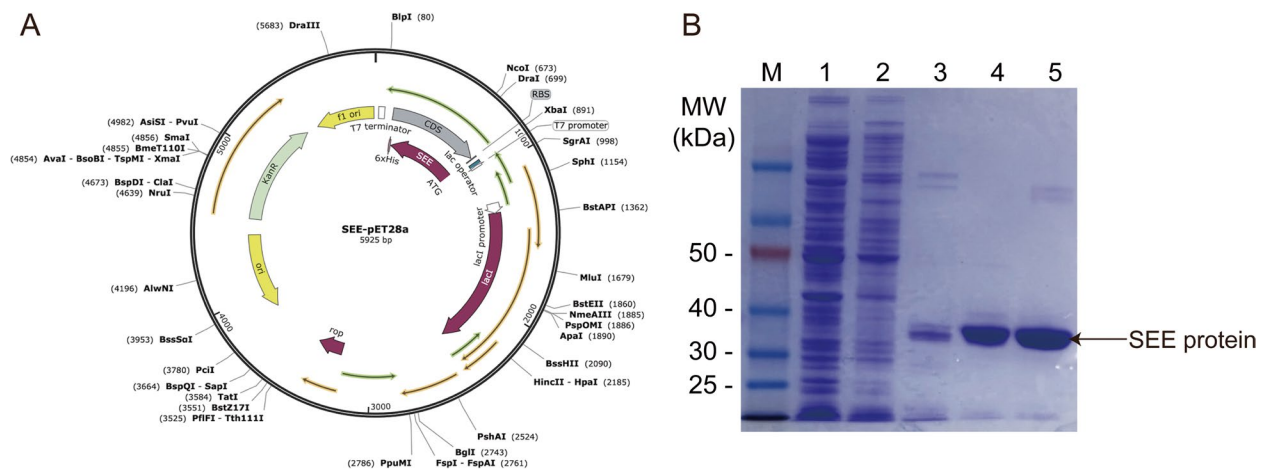 A
B
(5683) DraIII
BlpI (80)
NcoI (673)
DraI (699)
RBS
XbaI (891)
T7 promoter
SgrAI (998)
SphI (1154)
BstAPI (1362)
MluI (1679)
BstEII (1860)
NmeAIII (1885)
PspOMI (1886)
ApaI (1890)
BssHII (2090)
HincII - HpaI (2185)
PshAI (2524)
BglI (2743)
FspI - FspAI (2761)
(2786) PpuMI
(3525) PflFI - Tth111I
(3551) BstZ17I
(3584) TatI
(3664) BspQI - SapI
(3780) PciI
(3953) BssSαI
(4196) AlwNI
(4639) NruI
(4673) BspDI - ClaI
(4854) AvaI - BsoBI - TspMI - XmaI
(4855) BmeT110I
(4856) SmaI
(4982) AsiSI - PvuI
1000
2000
3000
4000
5000
f1 ori
T7 terminator
CDS
6xHis
SEE
ATG
lac operator
lacI promoter
lacI
rop
ori
KanR
SEE-pET28a
5925 bp
M 1 2 3 4 5
MW
(kDa)
50 -
40 -
30 -
25 -
SEE protein